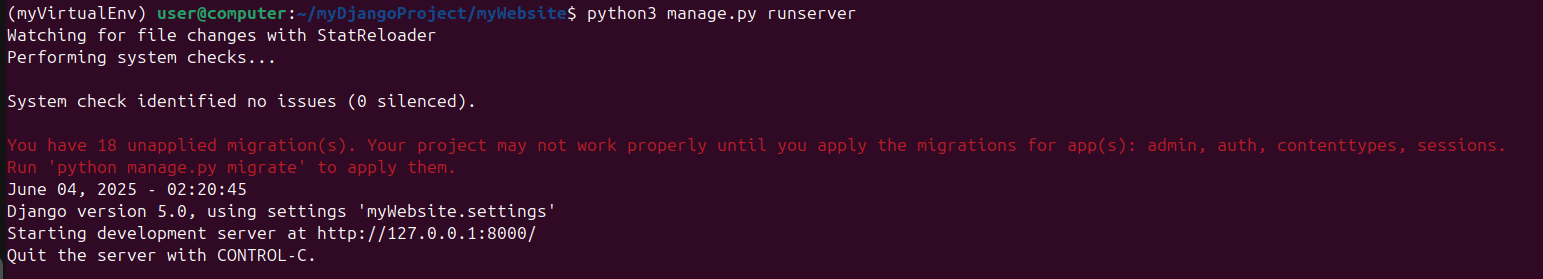 (myVirtualEnv) user@computer:~/myDjangoProject/myWebsite$ python3 manage.py runserver
Watching for file changes with StatReloader
Performing system checks...
System check identified no issues (0 silenced).
You have 18 unapplied migration(s). Your project may not work properly until you apply the migrations for app(s): admin, auth, contenttypes, sessions.
Run 'python manage.py migrate' to apply them.
June 04, 2025 - 02:20:45
Django version 5.0, using settings 'myWebsite.settings'
Starting development server at http://127.0.0.1:8000/
Quit the server with CONTROL-C.